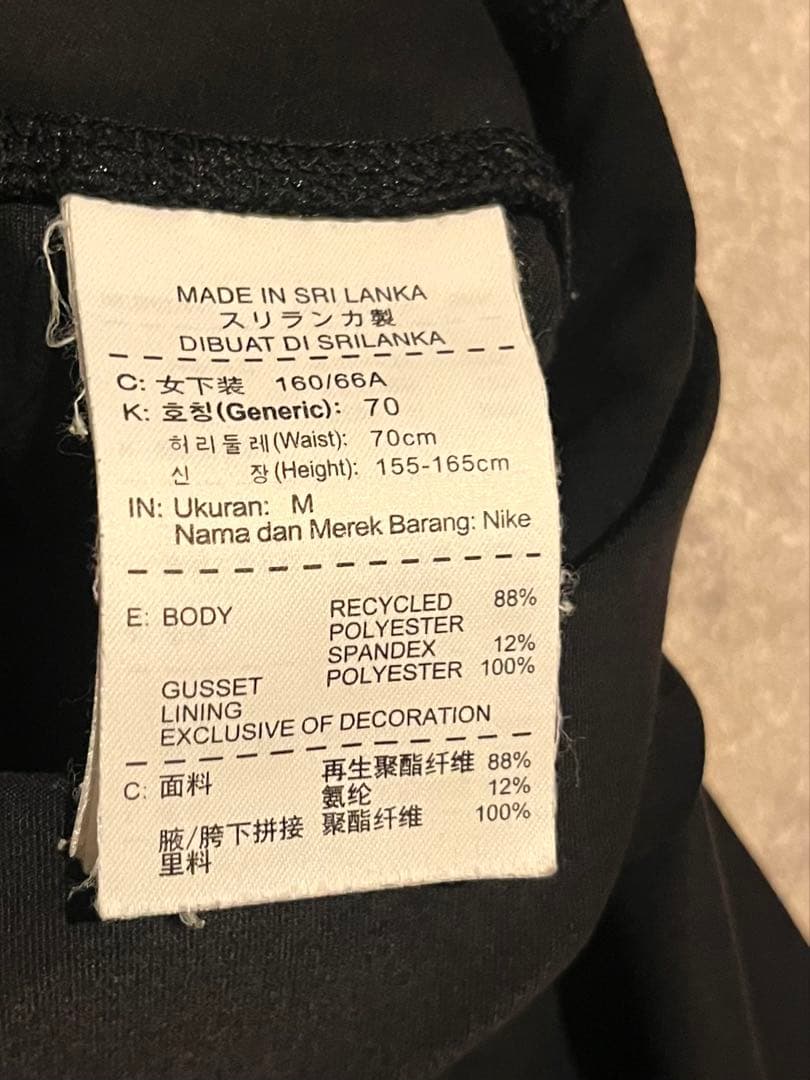 MADE IN SRI LANKA
スリランカ製
DIBUAT DI SRILANKA
C: 女下装 160/66A
K: 호칭(Generic): 70
허리둘레(Waist): 70cm
신 장(Height): 155-165cm
IN: Ukuran: M
Nama dan Merek Barang: Nike
E: BODY RECYCLED 88%
POLYESTER
SPANDEX 12%
GUSSET POLYESTER 100%
LINING
EXCLUSIVE OF DECORATION
C: 面料 再生聚酯纤维 88%
氨纶 12%
腋/胯下拼接 聚酯纤维 100%
里料